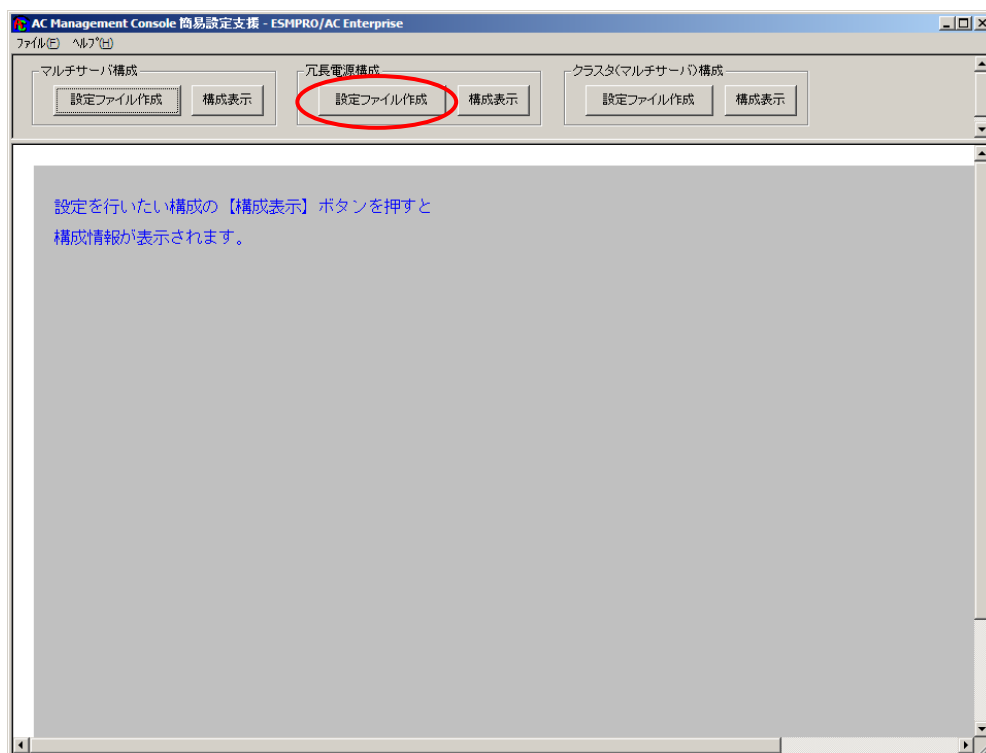 AC Management Console 簡易設定支援 - ESMPRO/AC Enterprise
ファイル(F) ヘルプ(H)
マルチサーバ構成 冗長電源構成 クラスタ(マルチサーバ)構成
設定ファイル作成 構成表示 設定ファイル作成 構成表示 設定ファイル作成 構成表示
設定を行いたい構成の【構成表示】ボタンを押すと
構成情報が表示されます。